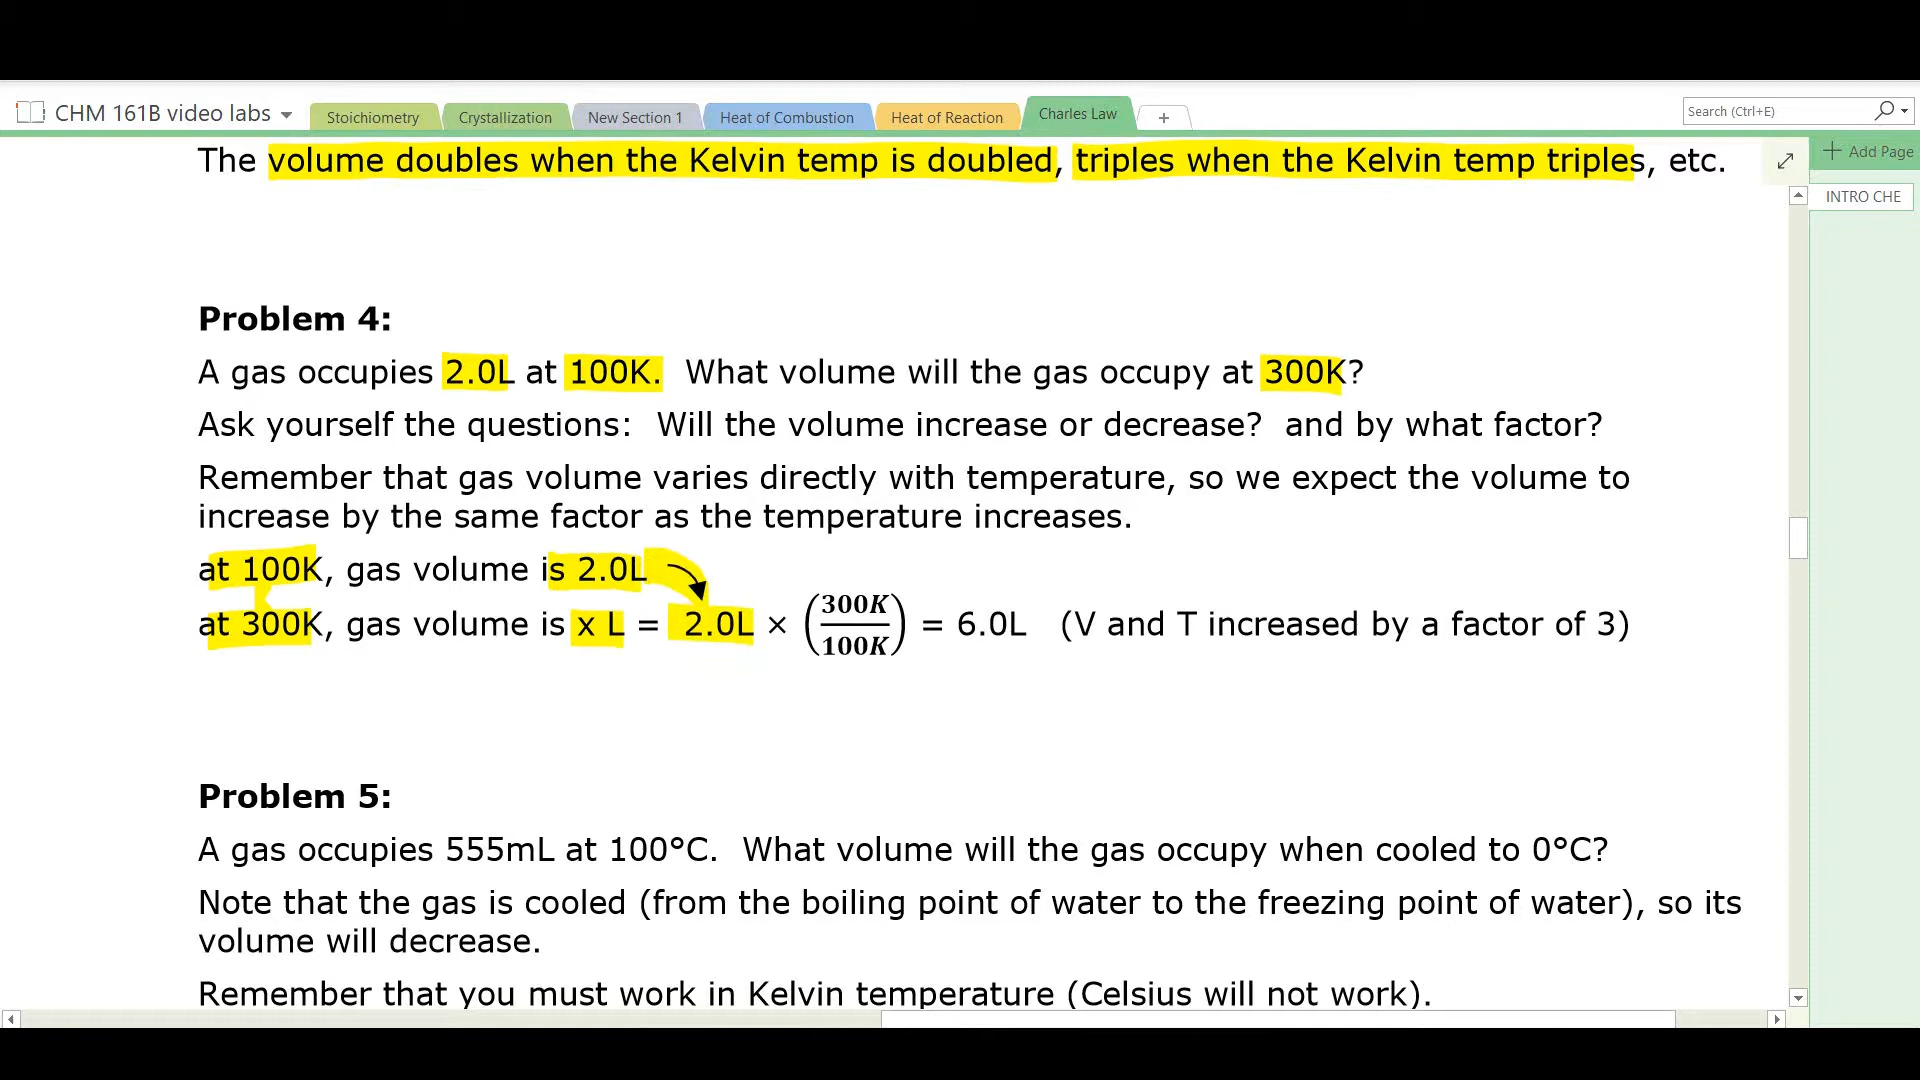 CHM 161B video labs
Stoichiometry
Crystallization
New Section 1
Heat of Combustion
Heat of Reaction
Charles Law
+
Search (Ctrl+E)
The volume doubles when the Kelvin temp is doubled, triples when the Kelvin temp triples, etc.
Add Page
INTRO CHE
Problem 4:
A gas occupies 2.0L at 100K. What volume will the gas occupy at 300K?
Ask yourself the questions: Will the volume increase or decrease? and by what factor?
Remember that gas volume varies directly with temperature, so we expect the volume to
increase by the same factor as the temperature increases.
at 100K, gas volume is 2.0L
at 300K, gas volume is x L = 2.0L × (300K/100K) = 6.0L (V and T increased by a factor of 3)
Problem 5:
A gas occupies 555mL at 100°C. What volume will the gas occupy when cooled to 0°C?
Note that the gas is cooled (from the boiling point of water to the freezing point of water), so its
volume will decrease.
Remember that you must work in Kelvin temperature (Celsius will not work).